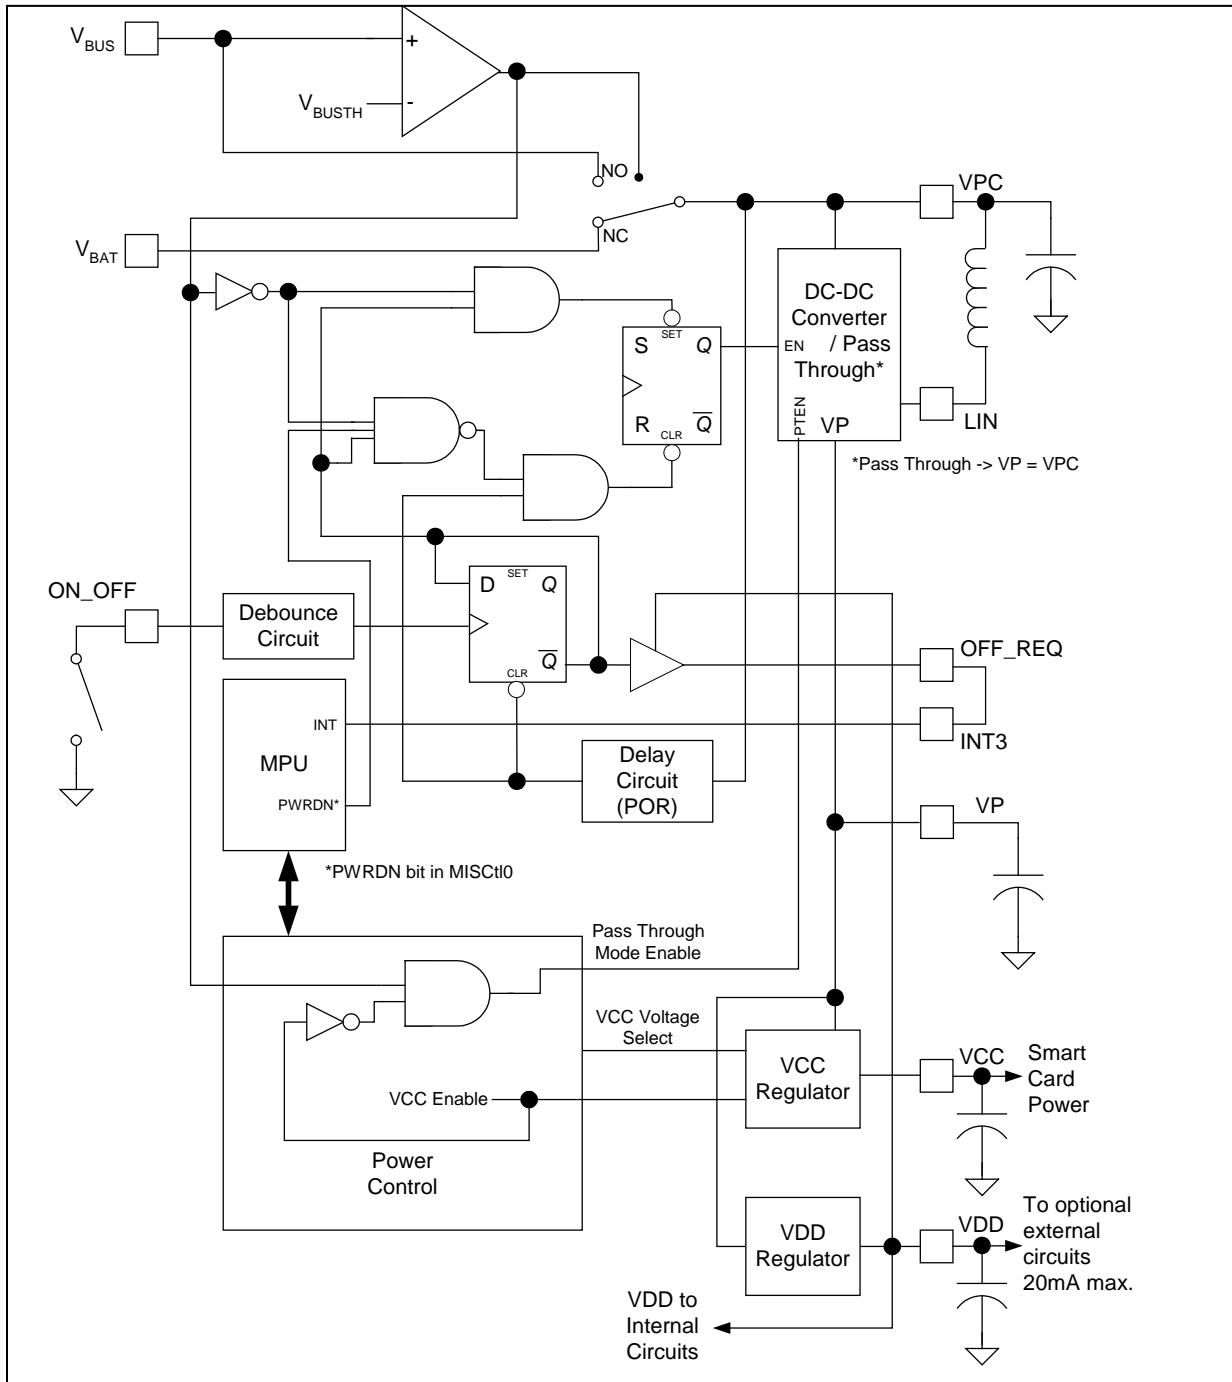 VBUS
+
VBUSTH
-
NO
VPC
NC
VBAT
DC-DC
Converter
/ Pass
Through*
EN
PTEN
VP
LIN
*Pass Through -> VP = VPC
SET
S Q
R Q
CLR
ON_OFF
Debounce
Circuit
SET
D Q
Q
CLR
OFF_REQ
INT
MPU
PWRDN*
INT3
Delay
Circuit
(POR)
VP
*PWRDN bit in MISCtl0
Pass Through
Mode Enable
VCC Voltage
Select
VCC Enable
Power
Control
VCC
Regulator
VCC
Smart
Card
Power
VDD
Regulator
VDD
To optional
external
circuits
20mA max.
VDD to
Internal
Circuits